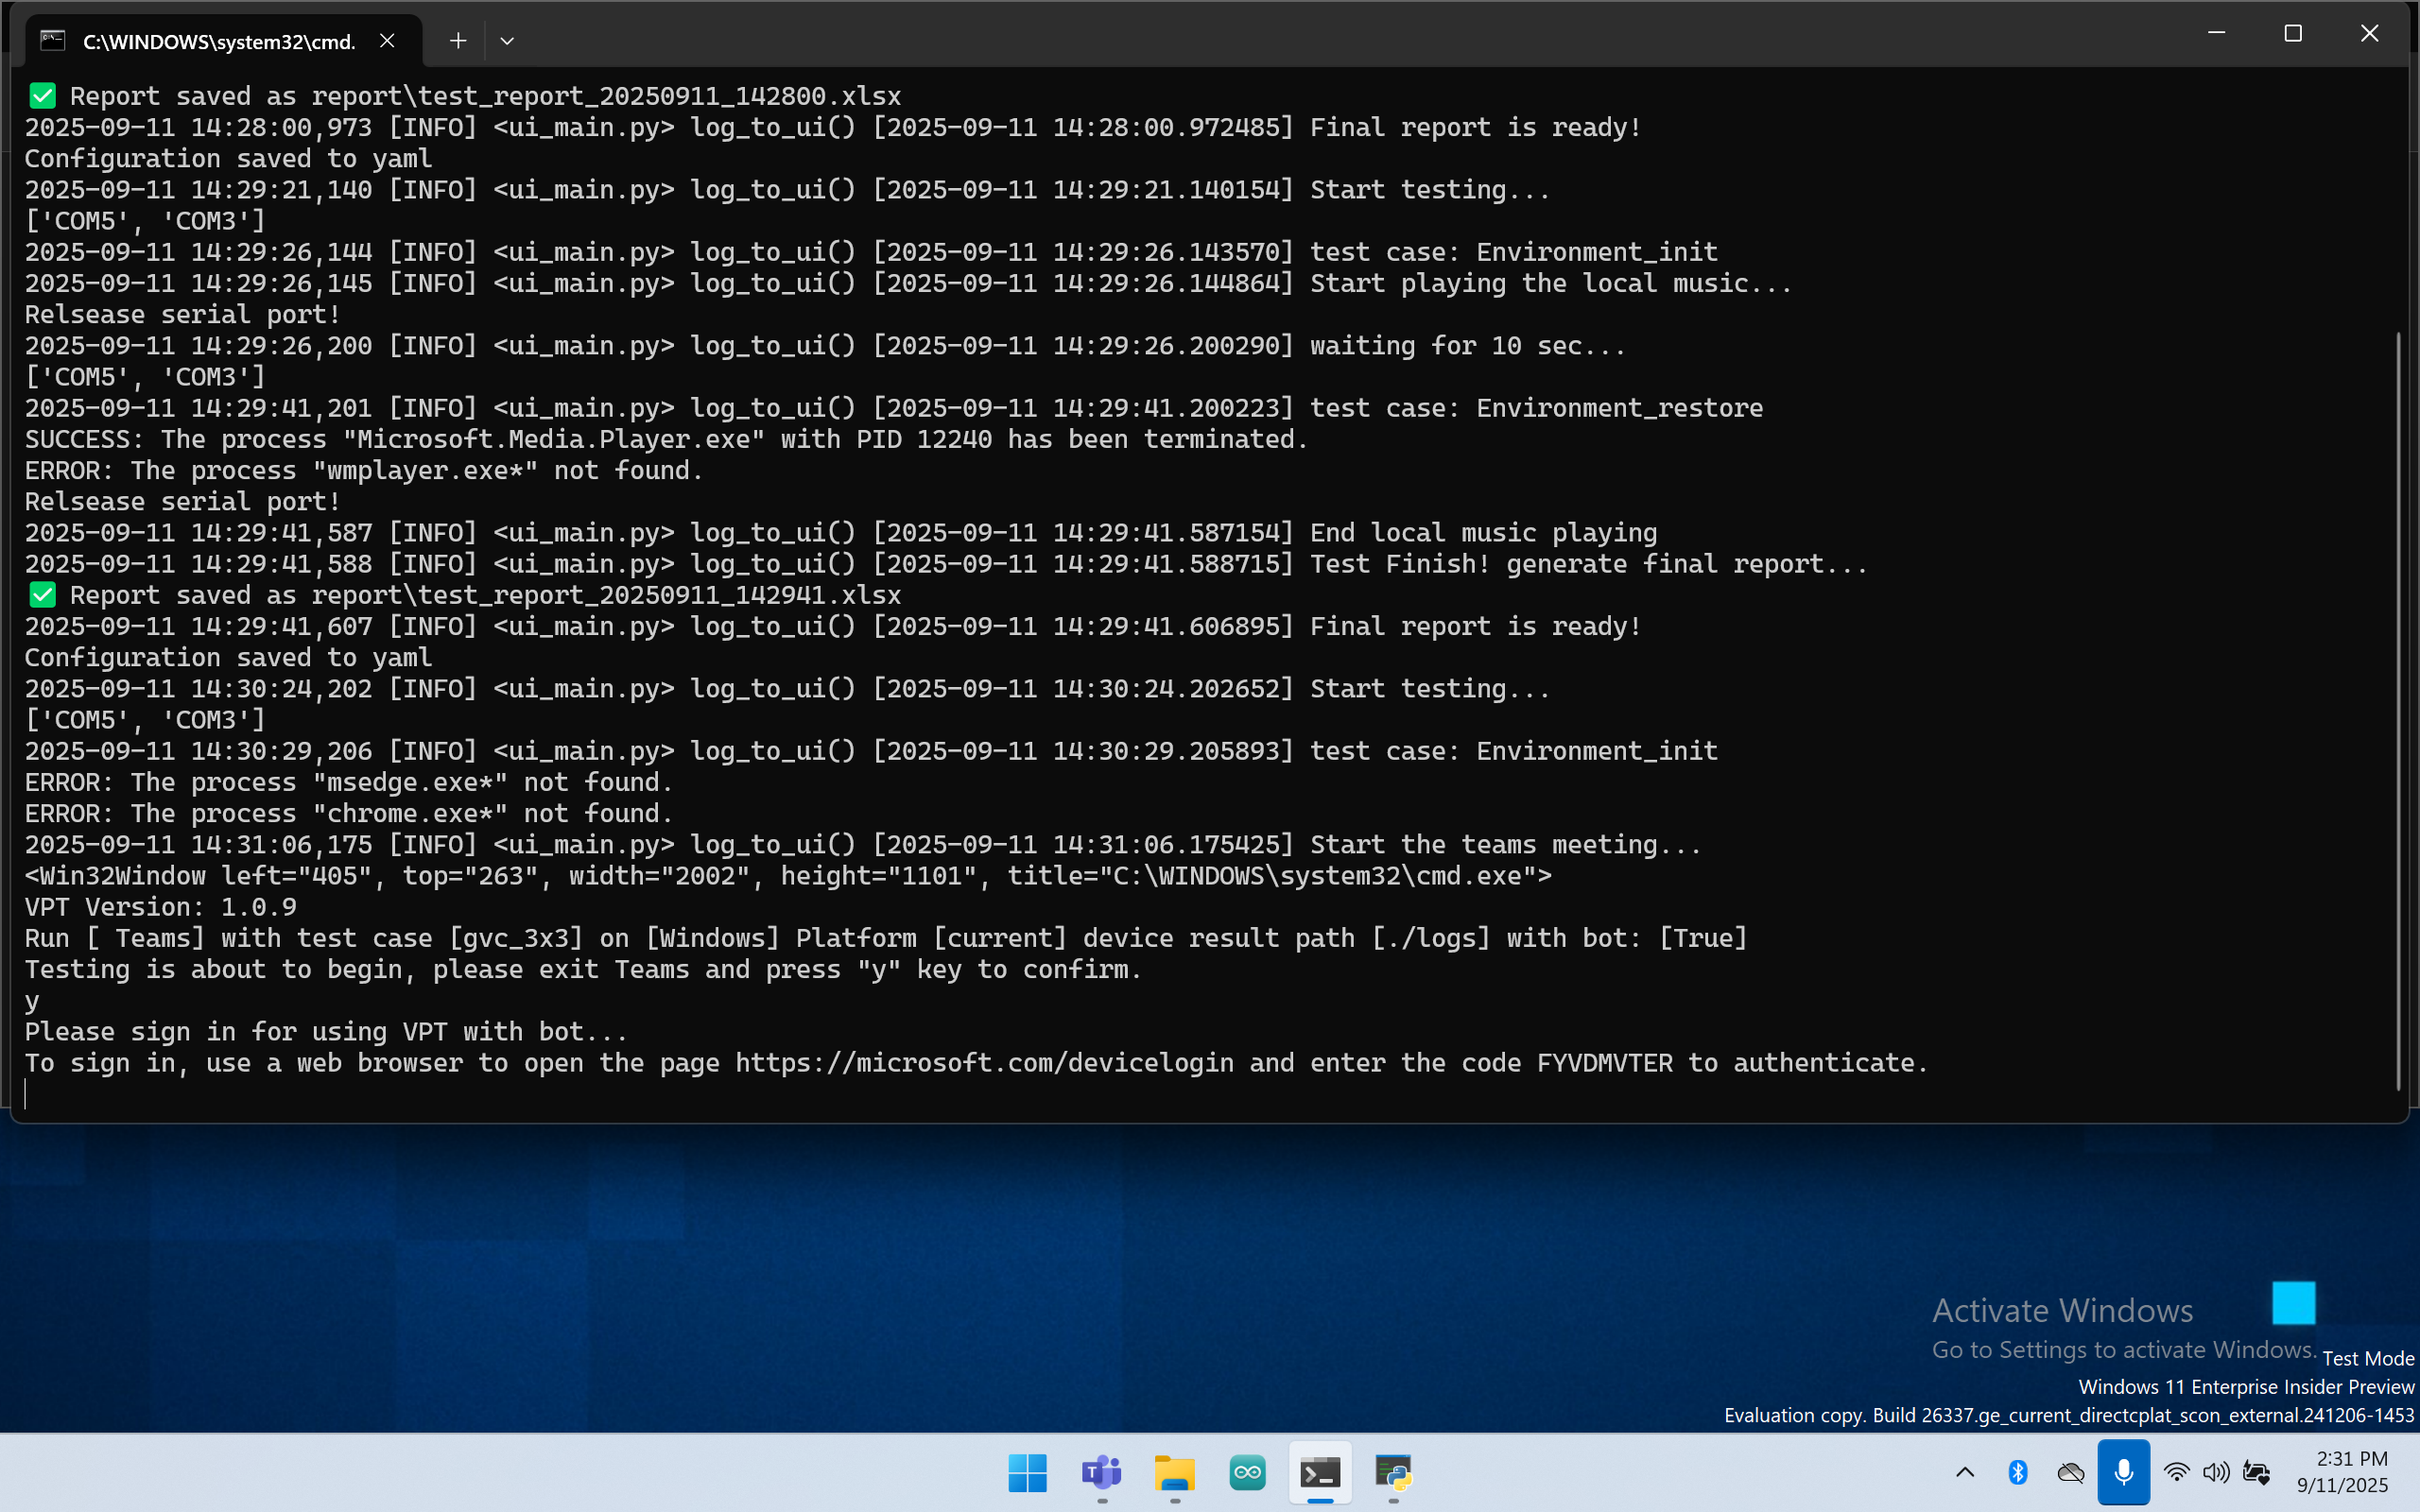 C:\WINDOWS\system32\cmd.
✅ Report saved as report\test_report_20250911_142800.xlsx
2025-09-11 14:28:00,973 [INFO] <ui_main.py> log_to_ui() [2025-09-11 14:28:00.972485] Final report is ready!
Configuration saved to yaml
2025-09-11 14:29:21,140 [INFO] <ui_main.py> log_to_ui() [2025-09-11 14:29:21.140154] Start testing...
['COM5', 'COM3']
2025-09-11 14:29:26,144 [INFO] <ui_main.py> log_to_ui() [2025-09-11 14:29:26.143570] test case: Environment_init
2025-09-11 14:29:26,145 [INFO] <ui_main.py> log_to_ui() [2025-09-11 14:29:26.144864] Start playing the local music...
Relsease serial port!
2025-09-11 14:29:26,200 [INFO] <ui_main.py> log_to_ui() [2025-09-11 14:29:26.200290] waiting for 10 sec...
['COM5', 'COM3']
2025-09-11 14:29:41,201 [INFO] <ui_main.py> log_to_ui() [2025-09-11 14:29:41.200223] test case: Environment_restore
SUCCESS: The process "Microsoft.Media.Player.exe" with PID 12240 has been terminated.
ERROR: The process "wmplayer.exe*" not found.
Relsease serial port!
2025-09-11 14:29:41,587 [INFO] <ui_main.py> log_to_ui() [2025-09-11 14:29:41.587154] End local music playing
2025-09-11 14:29:41,588 [INFO] <ui_main.py> log_to_ui() [2025-09-11 14:29:41.588715] Test Finish! generate final report...
✅ Report saved as report\test_report_20250911_142941.xlsx
2025-09-11 14:29:41,607 [INFO] <ui_main.py> log_to_ui() [2025-09-11 14:29:41.606895] Final report is ready!
Configuration saved to yaml
2025-09-11 14:30:24,202 [INFO] <ui_main.py> log_to_ui() [2025-09-11 14:30:24.202652] Start testing...
['COM5', 'COM3']
2025-09-11 14:30:29,206 [INFO] <ui_main.py> log_to_ui() [2025-09-11 14:30:29.205893] test case: Environment_init
ERROR: The process "msedge.exe*" not found.
ERROR: The process "chrome.exe*" not found.
2025-09-11 14:31:06,175 [INFO] <ui_main.py> log_to_ui() [2025-09-11 14:31:06.175425] Start the teams meeting...
<Win32Window left="405", top="263", width="2002", height="1101", title="C:\WINDOWS\system32\cmd.exe">
VPT Version: 1.0.9
Run [ Teams] with test case [gvc_3x3] on [Windows] Platform [current] device result path [./logs] with bot: [True]
Testing is about to begin, please exit Teams and press "y" key to confirm.
y
Please sign in for using VPT with bot...
To sign in, use a web browser to open the page https://microsoft.com/devicelogin and enter the code FYVDMVTER to authenticate.
Activate Windows
Go to Settings to activate Windows.
Test Mode
Windows 11 Enterprise Insider Preview
Evaluation copy. Build 26337.ge_current_directcplat_scon_external.241206-1453
2:31 PM
9/11/2025